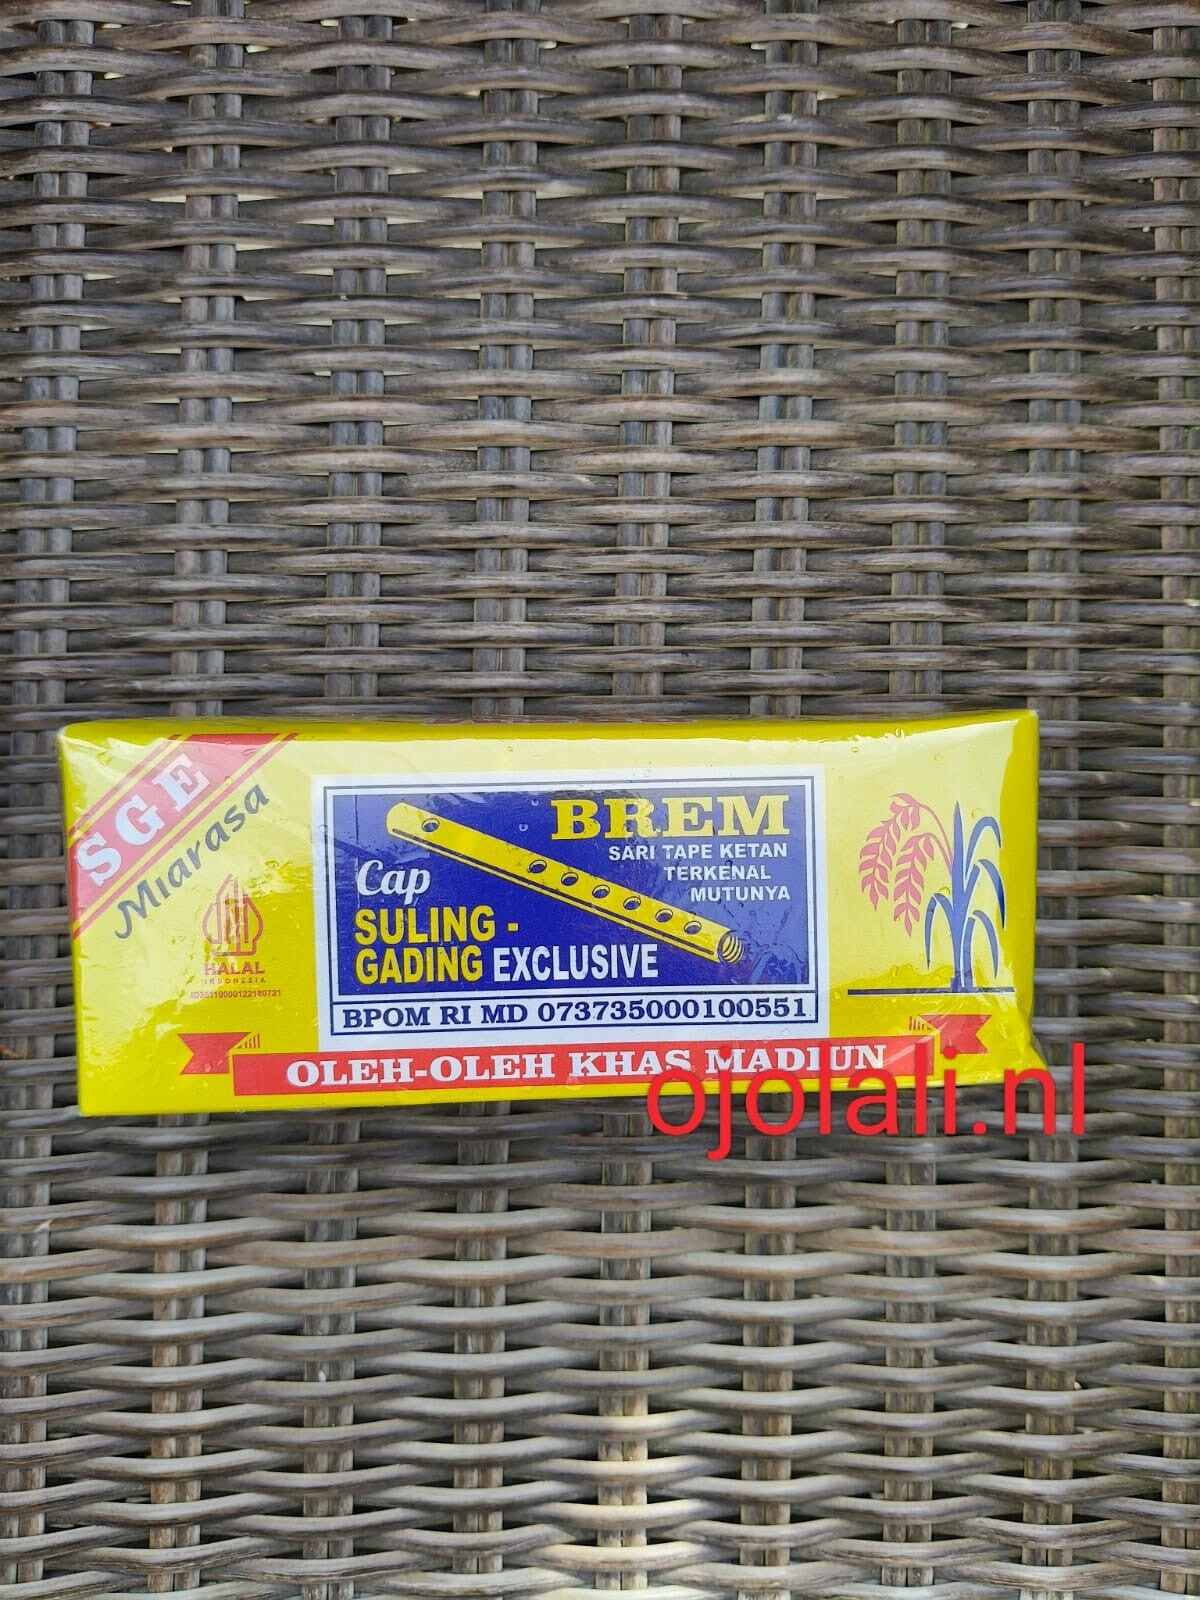 SGE
Miarasa
HALAL
INDONESIA
ID35110000122180721
BREM
SARI TAPE KETAN
TERKENAL
MUTUNYA
Cap
SULING -
GADING EXCLUSIVE
BPOM RI MD 073735000100551
OLEH-OLEH KHAS MADIUN
ojolali.nl